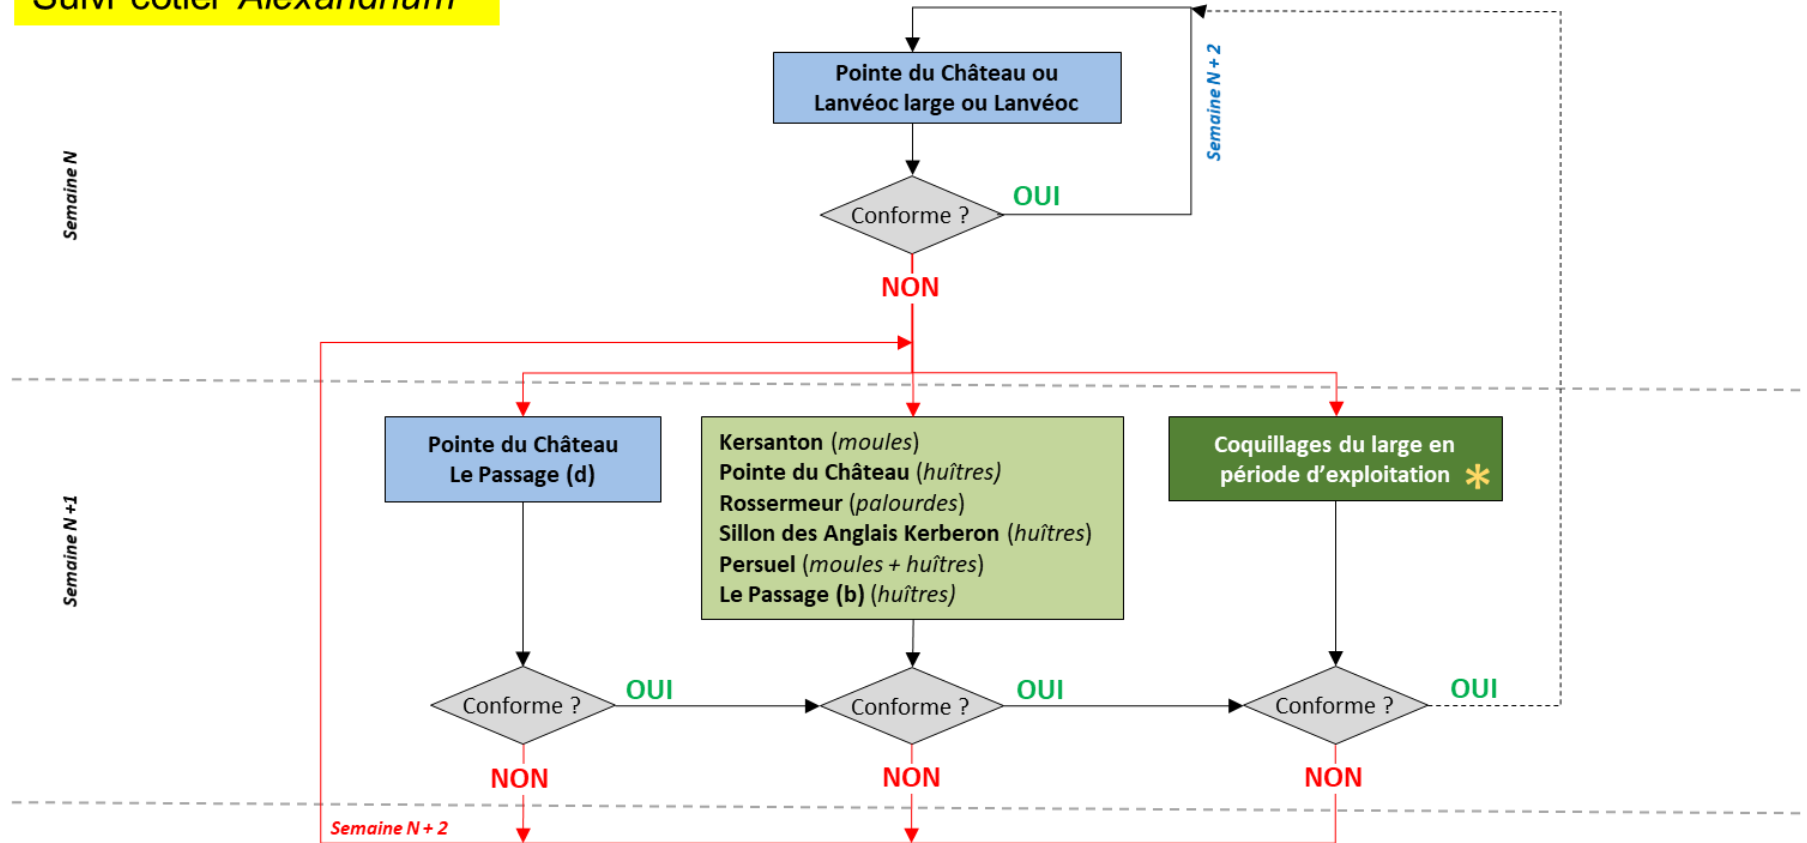 Suivi côtier Alexandrium
Semaine N
Pointe du Château ou
Lanvéoc large ou Lanvéoc
Semaine N + 2
Conforme ?
OUI
NON
Semaine N +1
Pointe du Château
Le Passage (d)
Kersanton (moules)
Pointe du Château (huîtres)
Rossermeur (palourdes)
Sillon des Anglais Kerberon (huîtres)
Persuel (moules + huîtres)
Le Passage (b) (huîtres)
Coquillages du large en
période d’exploitation *
Conforme ?
OUI
Conforme ?
OUI
Conforme ?
OUI
NON
NON
NON
Semaine N + 2